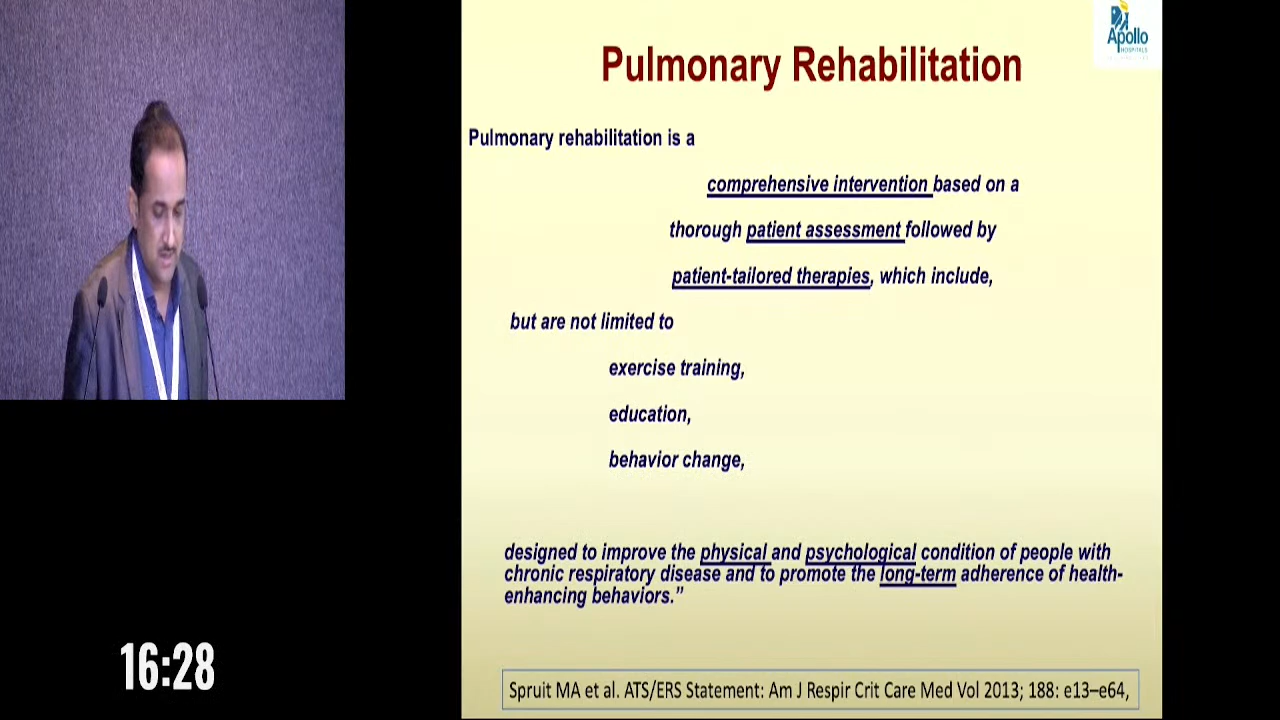 Apollo
HOSPITALS
Pulmonary Rehabilitation
Pulmonary rehabilitation is a
comprehensive intervention based on a
thorough patient assessment followed by
patient-tailored therapies, which include,
but are not limited to
exercise training,
education,
behavior change,
designed to improve the physical and psychological condition of people with
chronic respiratory disease and to promote the long-term adherence of health-
enhancing behaviors.”
Spruit MA et al. ATS/ERS Statement: Am J Respir Crit Care Med Vol 2013; 188: e13–e64,
16:28